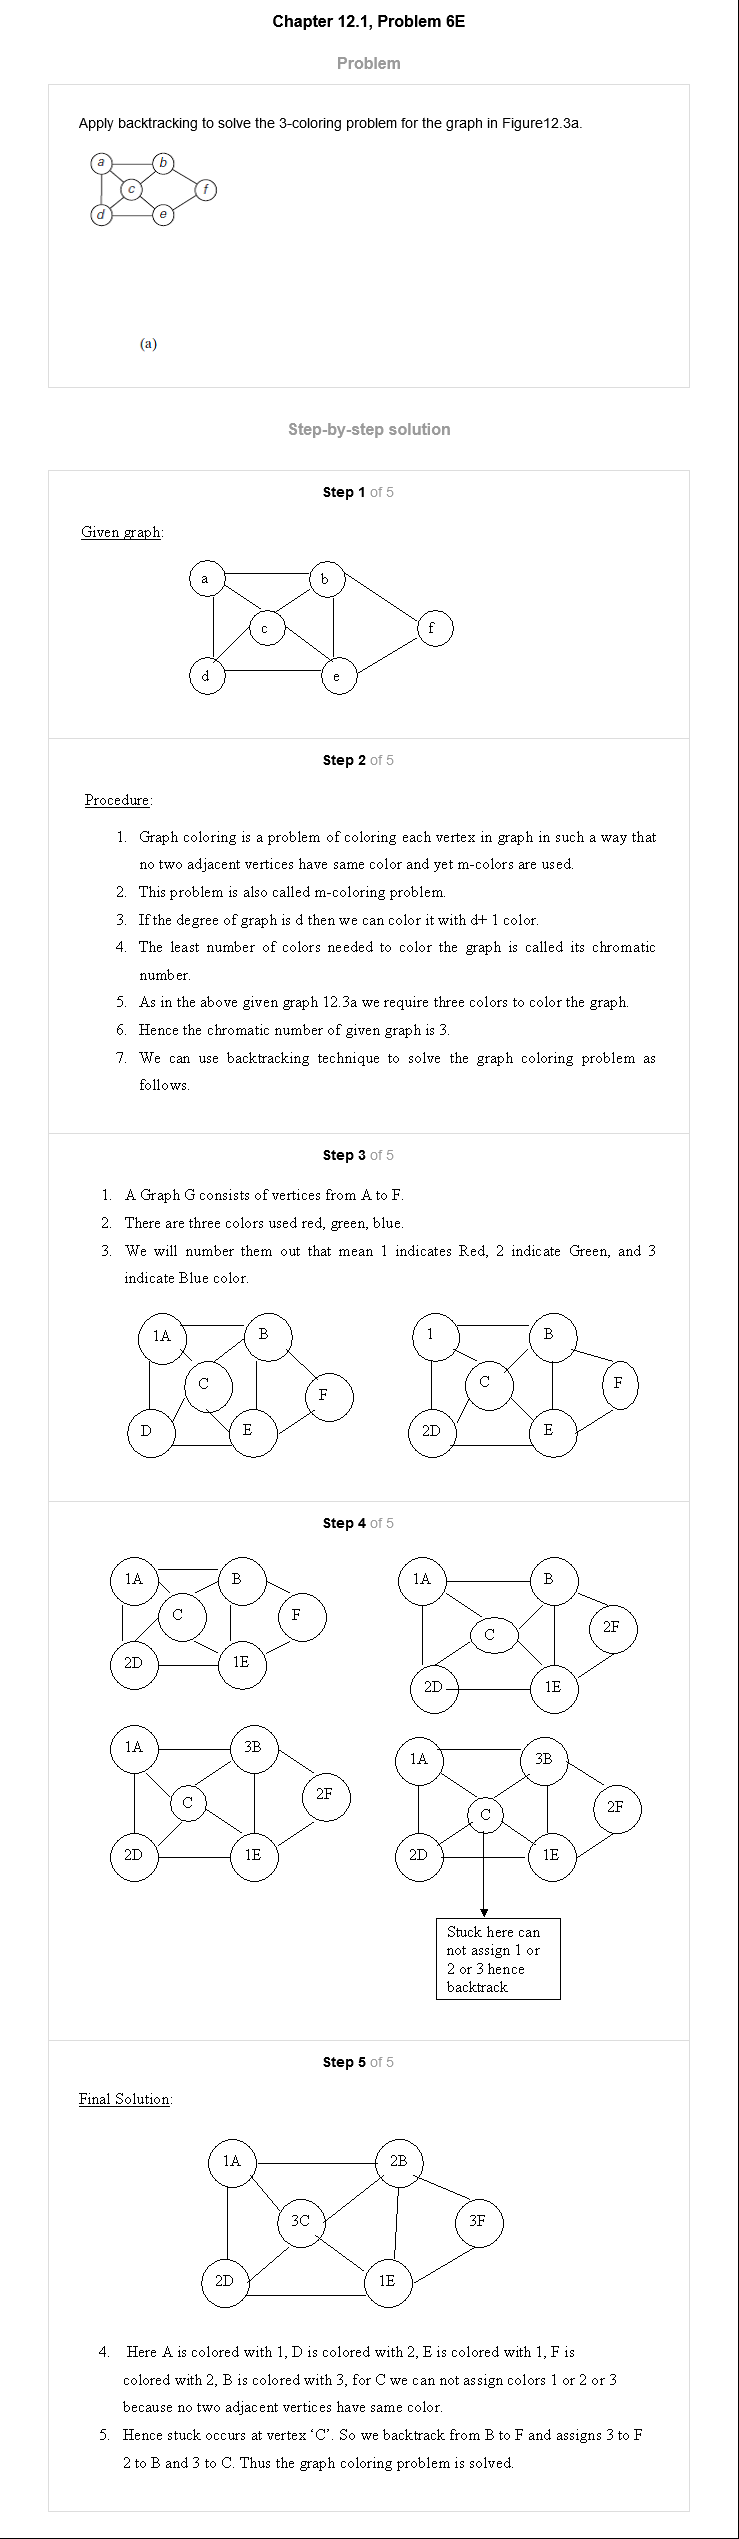 Chapter 12.1, Problem 6E
Problem
Apply backtracking to solve the 3-coloring problem for the graph in Figure12.3a.
a b
c f
d e
(a)
Step-by-step solution
Step 1 of 5
Given graph:
a b
c f
d e
Step 2 of 5
Procedure:
1. Graph coloring is a problem of coloring each vertex in graph in such a way that
no two adjacent vertices have same color and yet m-colors are used.
2. This problem is also called m-coloring problem.
3. If the degree of graph is d then we can color it with d+ 1 color.
4. The least number of colors needed to color the graph is called its chromatic
number.
5. As in the above given graph 12.3a we require three colors to color the graph.
6. Hence the chromatic number of given graph is 3.
7. We can use backtracking technique to solve the graph coloring problem as
follows.
Step 3 of 5
1. A Graph G consists of vertices from A to F.
2. There are three colors used red, green, blue.
3. We will number them out that mean 1 indicates Red, 2 indicate Green, and 3
indicate Blue color.
1A B 1 B
C F C F
D E 2D E
Step 4 of 5
1A B 1A B
C F C 2F
2D 1E 2D 1E
1A 3B 1A 3B
C 2F C 2F
2D 1E 2D 1E
Stuck here can
not assign 1 or
2 or 3 hence
backtrack
Step 5 of 5
Final Solution:
1A 2B
3C 3F
2D 1E
4. Here A is colored with 1, D is colored with 2, E is colored with 1, F is
colored with 2, B is colored with 3, for C we can not assign colors 1 or 2 or 3
because no two adjacent vertices have same color.
5. Hence stuck occurs at vertex ‘C’. So we backtrack from B to F and assigns 3 to F
2 to B and 3 to C. Thus the graph coloring problem is solved.